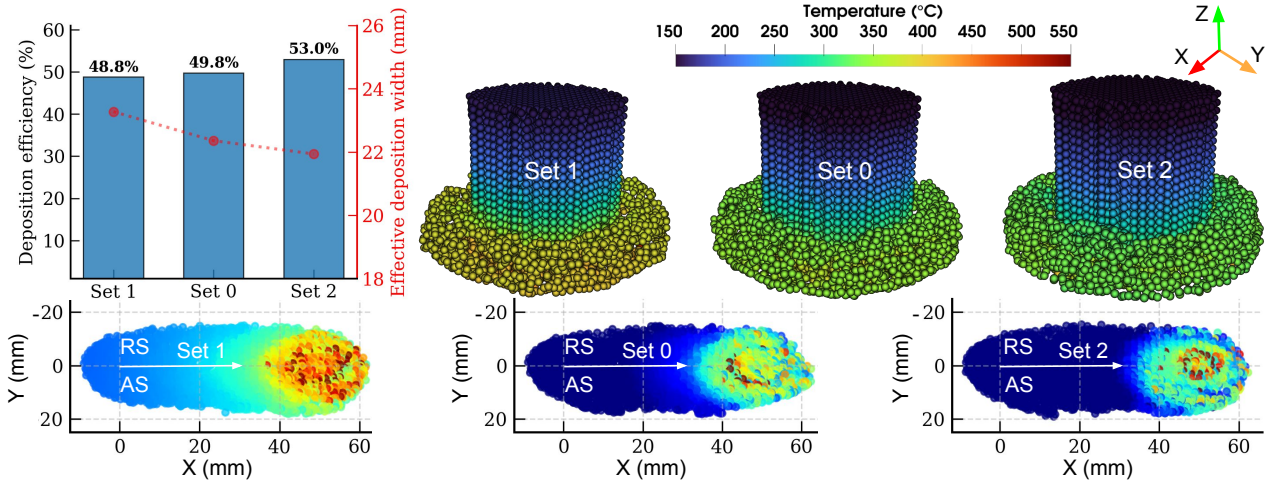 60
50
40
30
20
10
Deposition efficiency (%)
48.8%
49.8%
53.0%
Set 1
Set 0
Set 2
26
24
22
20
18
Effective deposition width (mm)
Temperature (°C)
150 200 250 300 350 400 450 500 550
Z
X
Y
Set 1
Set 0
Set 2
-20
0
20
Y (mm)
RS
Set 1
AS
0 20 40 60
X (mm)
-20
0
20
Y (mm)
RS
Set 0
AS
0 20 40 60
X (mm)
-20
0
20
Y (mm)
RS
Set 2
AS
0 20 40 60
X (mm)